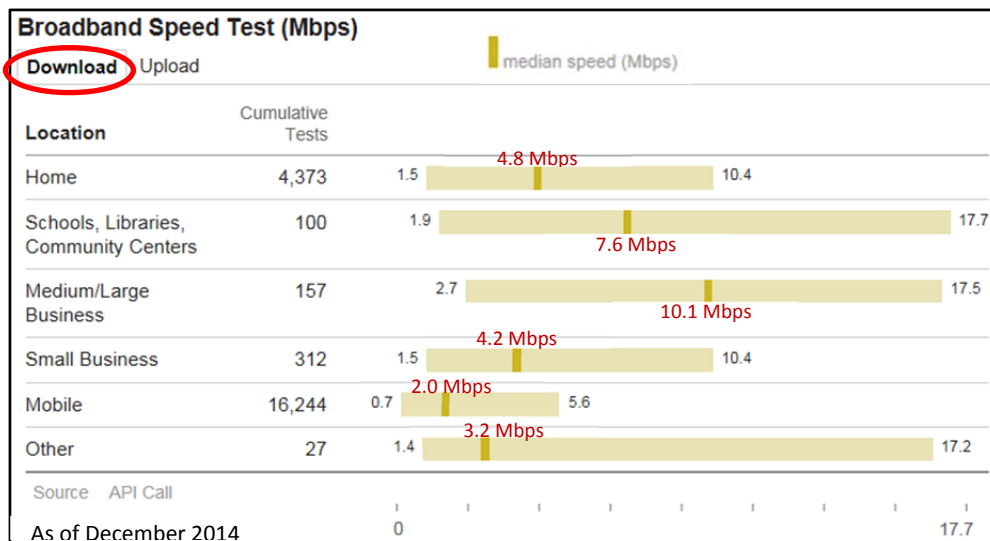 Broadband Speed Test (Mbps)
Download Upload
median speed (Mbps)
Location Cumulative Tests
Home 4,373 1.5 4.8 Mbps 10.4
Schools, Libraries, Community Centers 100 1.9 7.6 Mbps 17.7
Medium/Large Business 157 2.7 10.1 Mbps 17.5
Small Business 312 1.5 4.2 Mbps 10.4
Mobile 16,244 0.7 2.0 Mbps 5.6
Other 27 1.4 3.2 Mbps 17.2
Source API Call
As of December 2014 0 17.7